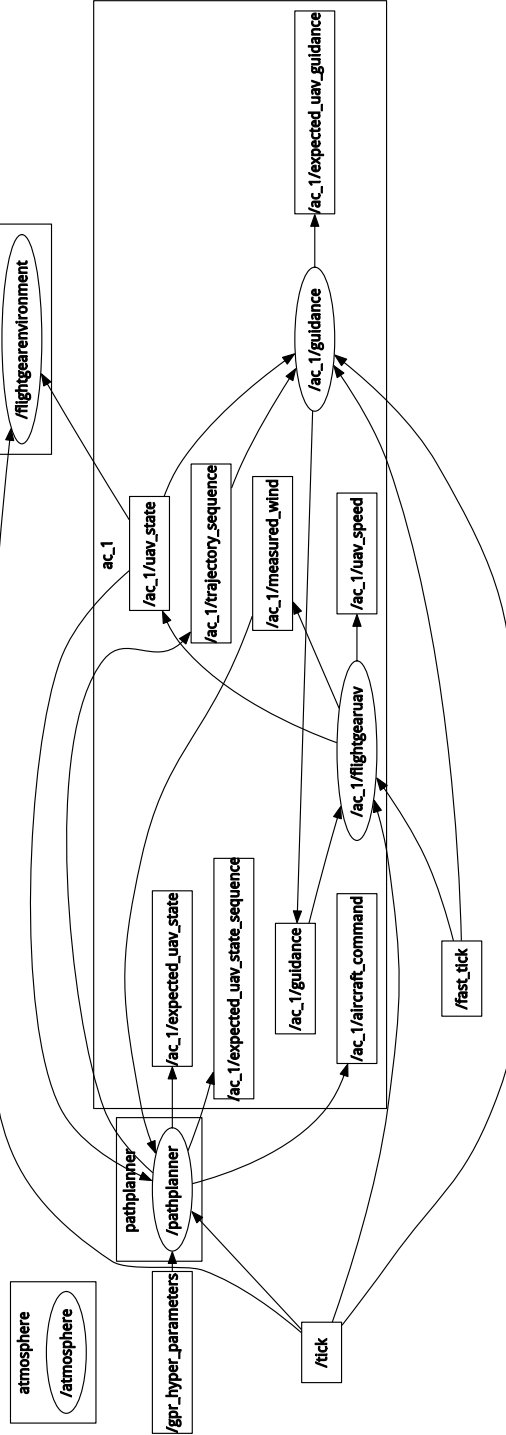 /flightgearenvironment
/ac_1/expected_uav_guidance
/ac_1/guidance
ac_1
/ac_1/uav_state
/ac_1/trajectory_sequence
/ac_1/measured_wind
/ac_1/uav_speed
/ac_1/flightgearuav
/ac_1/expected_uav_state
/ac_1/expected_uav_state_sequence
/ac_1/guidance
/ac_1/aircraft_command
/fast_tick
pathplanner
/pathplanner
atmosphere
/atmosphere
/gpr_hyper_parameters
/tick